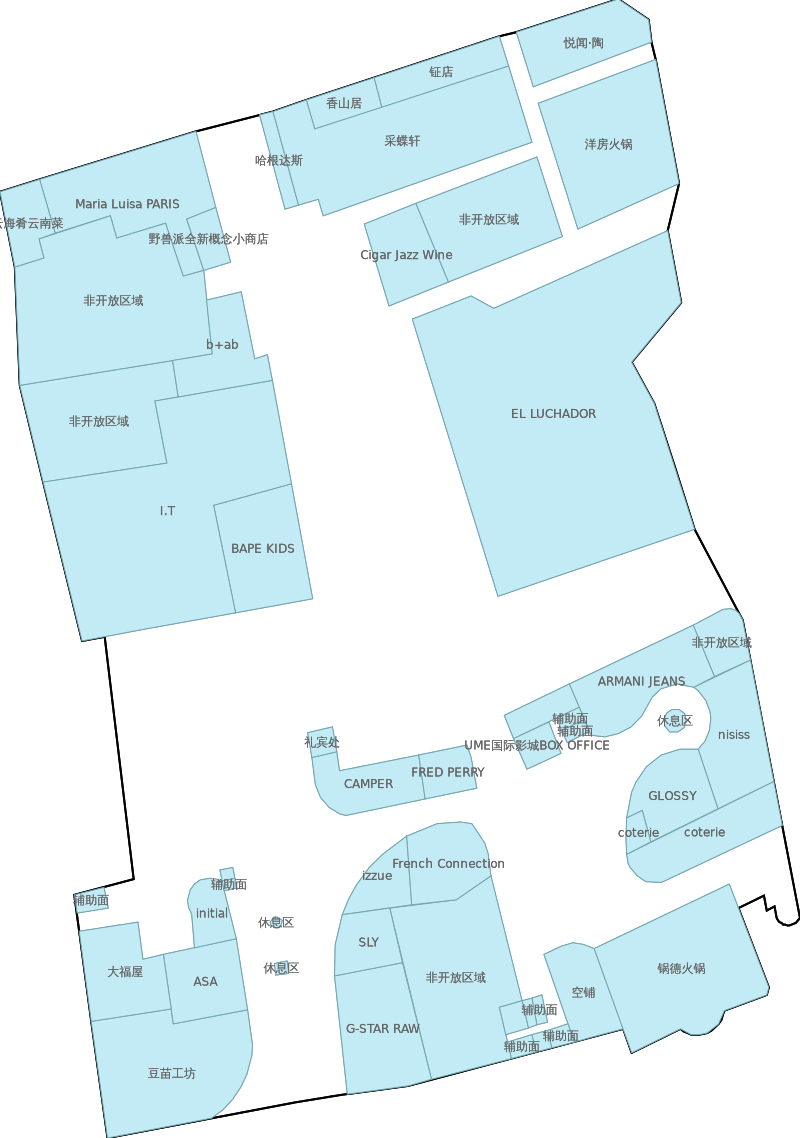 悦闻·陶
钲店
香山居
采蝶轩
洋房火锅
哈根达斯
Maria Luisa PARIS
云海肴云南菜
野兽派全新概念小商店
非开放区域
Cigar Jazz Wine
非开放区域
b+ab
EL LUCHADOR
非开放区域
I.T
BAPE KIDS
非开放区域
ARMANI JEANS
辅助面
休息区
辅助面
nisiss
礼宾处
UME国际影城BOX OFFICE
FRED PERRY
CAMPER
GLOSSY
coterie
coterie
French Connection
izzue
辅助面
辅助面
initial
休息区
SLY
大福屋
休息区
ASA
非开放区域
锅德火锅
空铺
辅助面
G-STAR RAW
辅助面
辅助面
豆苗工坊